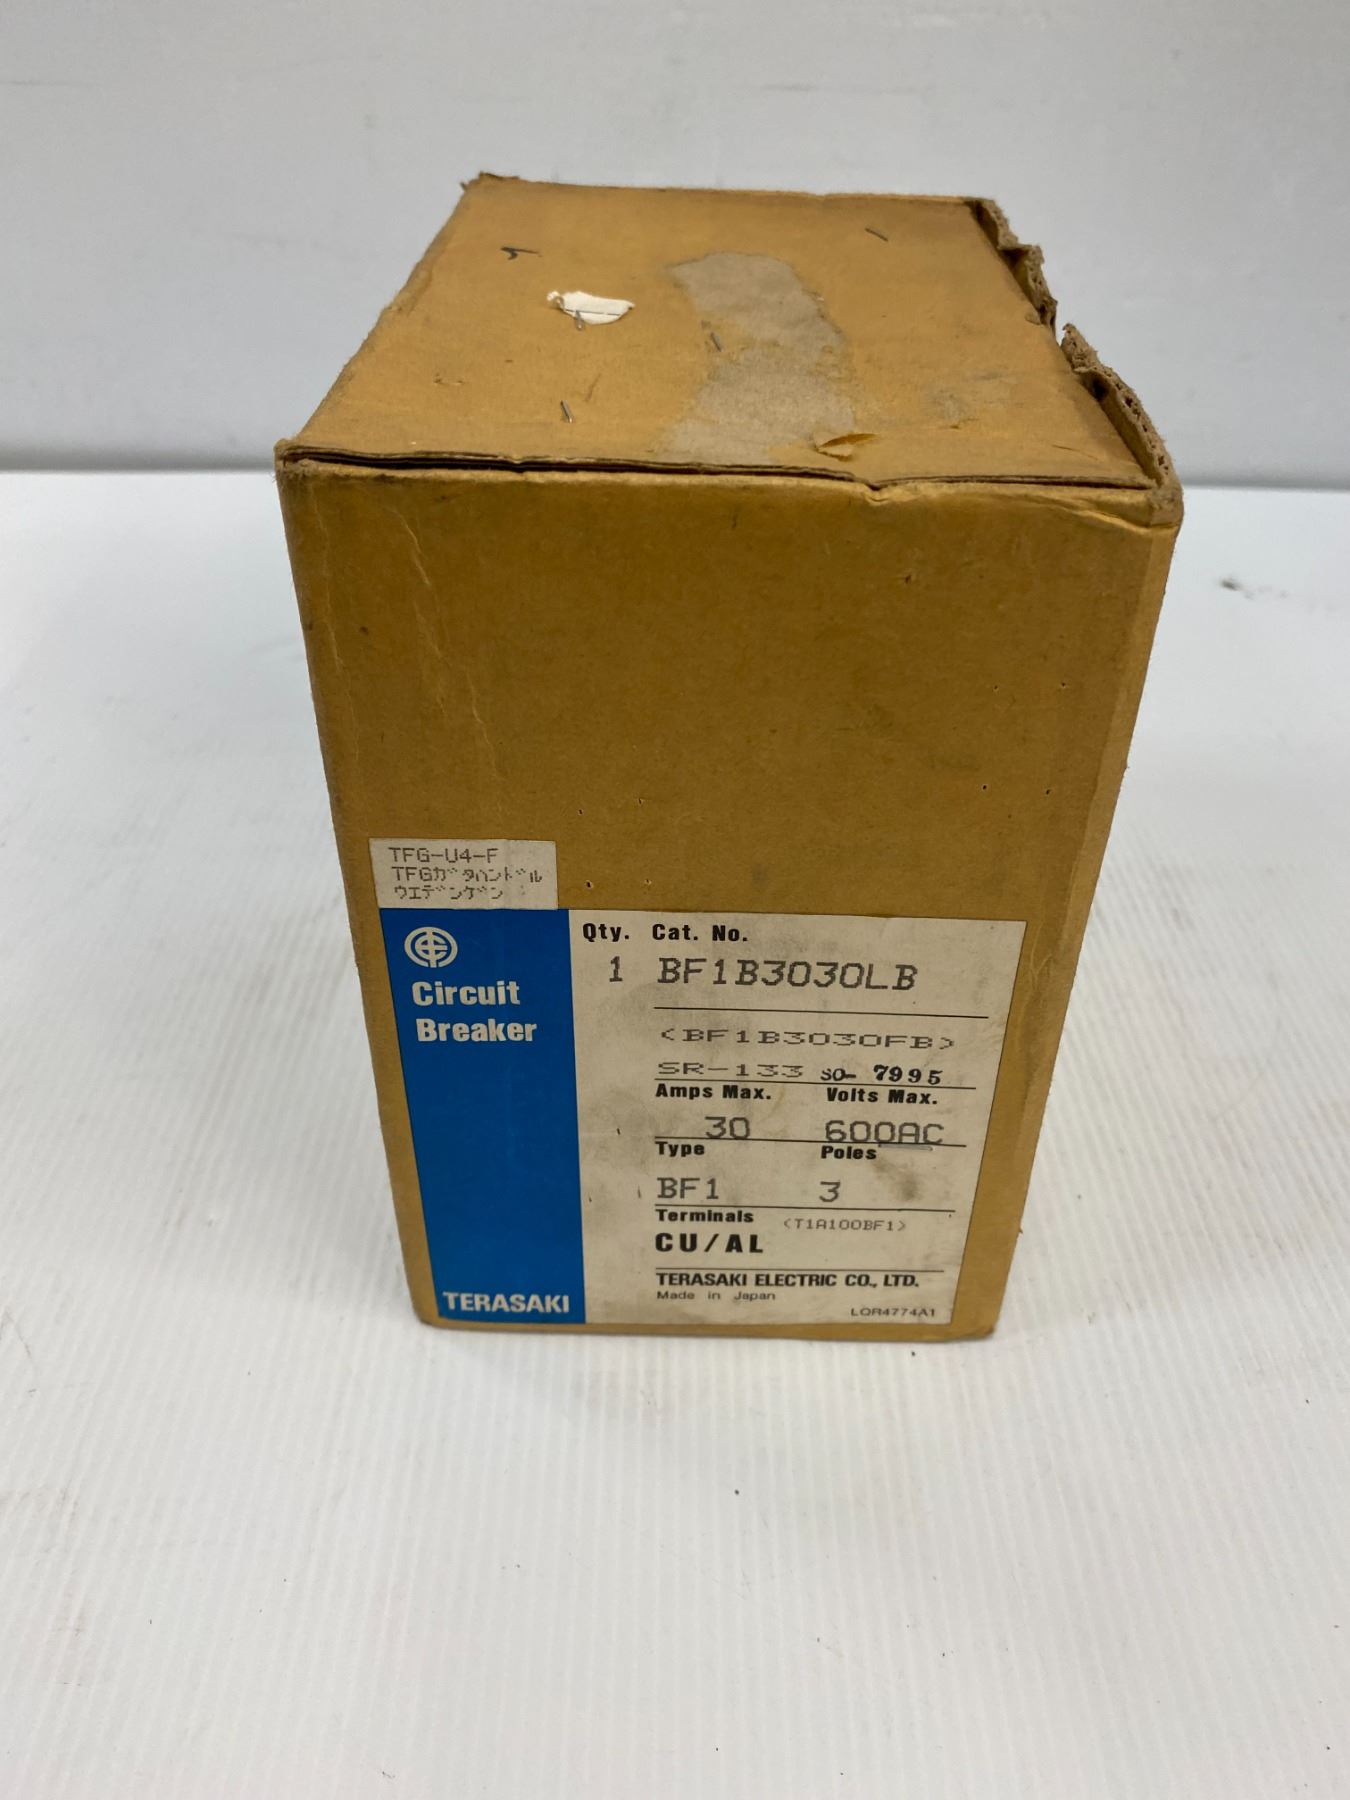 TFG-U4-F
TFGガタハンドル
ウエデンゲン
Circuit
Breaker
TERASAKI
Qty. Cat. No.
1 BF1B3030LB
<BF1B3030FB>
SR-133 SO- 7995
Amps Max. Volts Max.
30 600AC
Type Poles
BF1 3
Terminals <T1A100BF1>
CU/AL
TERASAKI ELECTRIC CO., LTD.
Made in Japan
LQR4774A1